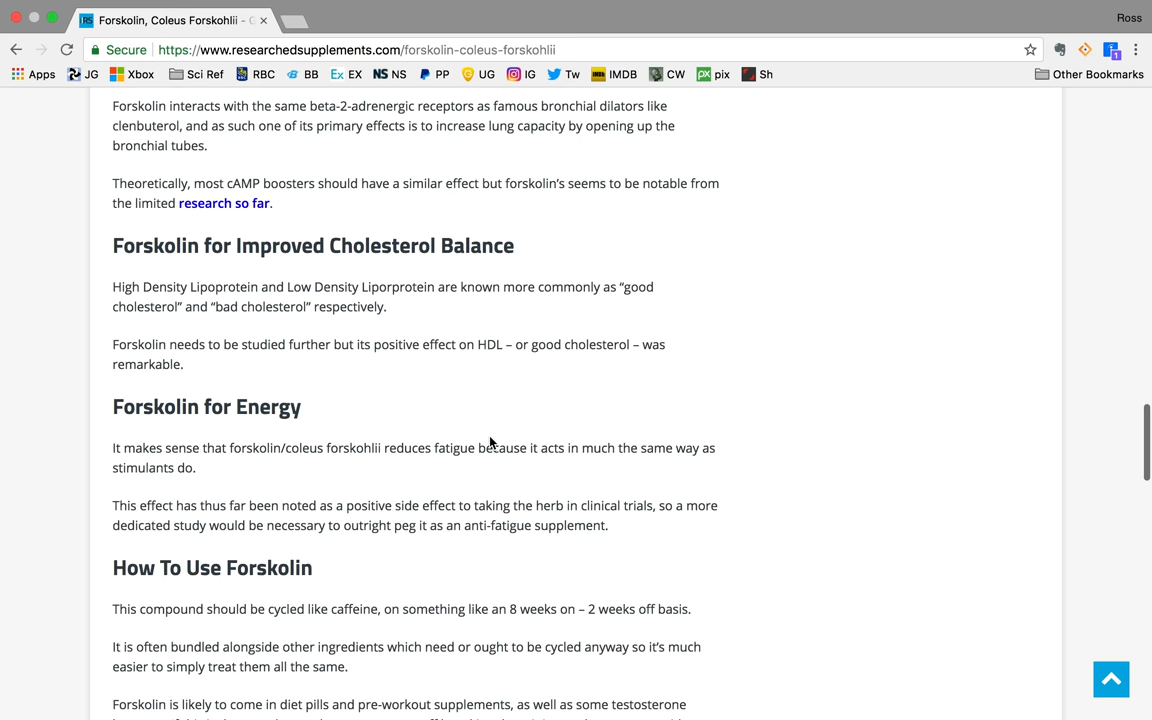 Forskolin, Coleus Forskohlii -
Ross
Secure https://www.researchedsupplements.com/forskolin-coleus-forskohlii
Apps JG Xbox Sci Ref RBC BB EX NS PP UG IG Tw IMDB CW pix Sh Other Bookmarks
Forskolin interacts with the same beta-2-adrenergic receptors as famous bronchial dilators like
clenbuterol, and as such one of its primary effects is to increase lung capacity by opening up the
bronchial tubes.
Theoretically, most cAMP boosters should have a similar effect but forskolin’s seems to be notable from
the limited research so far.
Forskolin for Improved Cholesterol Balance
High Density Lipoprotein and Low Density Liporprotein are known more commonly as “good
cholesterol” and “bad cholesterol” respectively.
Forskolin needs to be studied further but its positive effect on HDL – or good cholesterol – was
remarkable.
Forskolin for Energy
It makes sense that forskolin/coleus forskohlii reduces fatigue because it acts in much the same way as
stimulants do.
This effect has thus far been noted as a positive side effect to taking the herb in clinical trials, so a more
dedicated study would be necessary to outright peg it as an anti-fatigue supplement.
How To Use Forskolin
This compound should be cycled like caffeine, on something like an 8 weeks on – 2 weeks off basis.
It is often bundled alongside other ingredients which need or ought to be cycled anyway so it’s much
easier to simply treat them all the same.
Forskolin is likely to come in diet pills and pre-workout supplements, as well as some testosterone